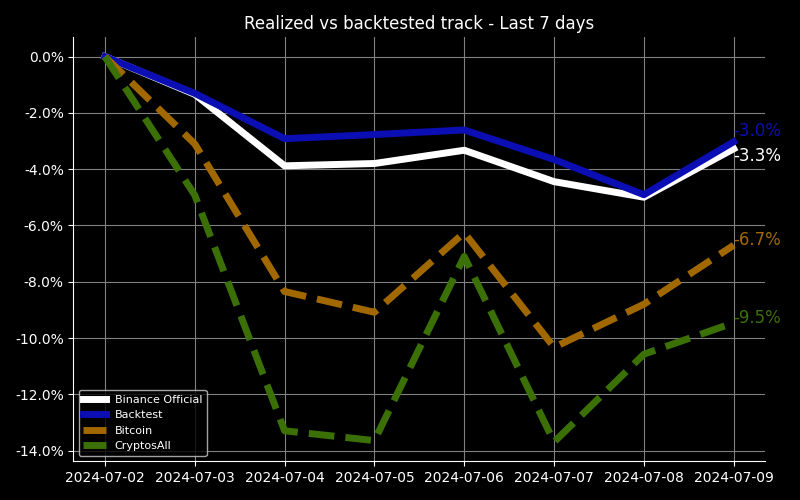 Realized vs backtested track - Last 7 days
0.0%
-2.0%
-4.0%
-6.0%
-8.0%
-10.0%
-12.0%
-14.0%
-3.0%
-3.3%
-6.7%
-9.5%
Binance Official
Backtest
Bitcoin
CryptosAll
2024-07-02 2024-07-03 2024-07-04 2024-07-05 2024-07-06 2024-07-07 2024-07-08 2024-07-09